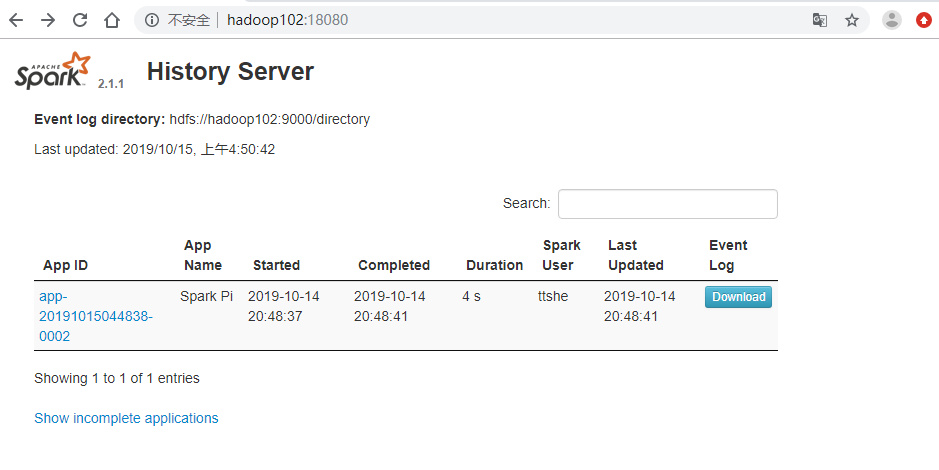 不安全 hadoop102:18080
APACHE Spark 2.1.1 History Server
Event log directory: hdfs://hadoop102:9000/directory
Last updated: 2019/10/15, 上午4:50:42
Search:
App ID App Name Started Completed Duration Spark User Last Updated Event Log
app-20191015044838-0002 Spark Pi 2019-10-14 20:48:37 2019-10-14 20:48:41 4 s ttshe 2019-10-14 20:48:41 Download
Showing 1 to 1 of 1 entries
Show incomplete applications